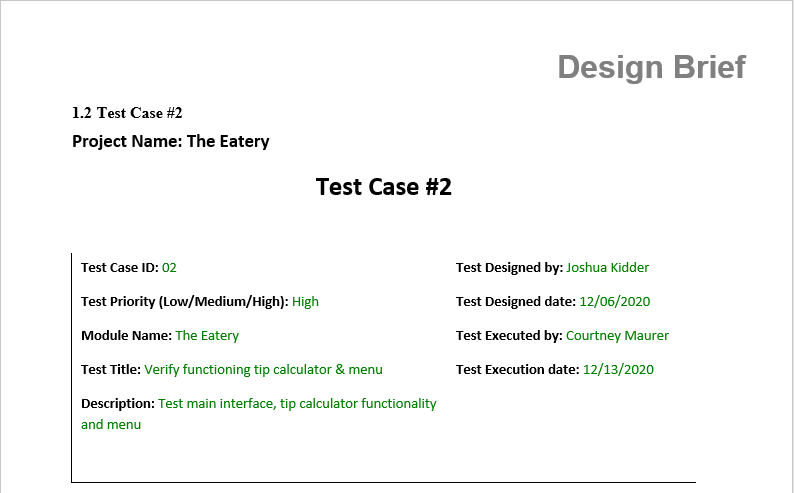 Design Brief
1.2 Test Case #2
Project Name: The Eatery
Test Case #2
Test Case ID: 02
Test Designed by: Joshua Kidder
Test Priority (Low/Medium/High): High
Test Designed date: 12/06/2020
Module Name: The Eatery
Test Executed by: Courtney Maurer
Test Title: Verify functioning tip calculator & menu
Test Execution date: 12/13/2020
Description: Test main interface, tip calculator functionality
and menu